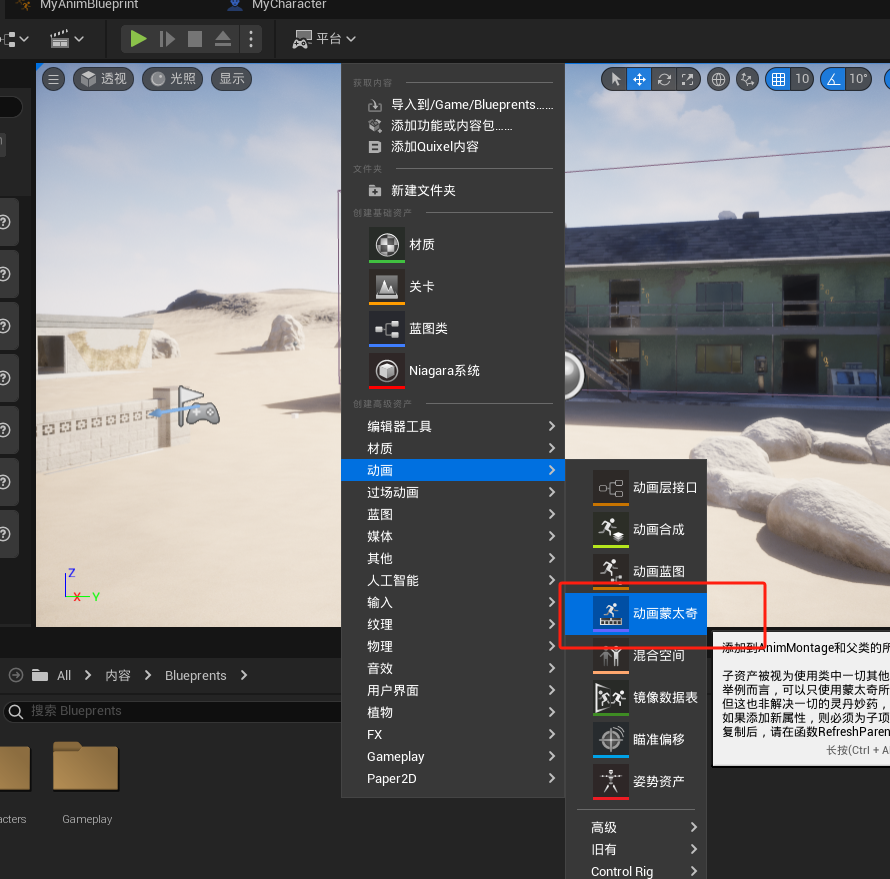 MyAnimBlueprint
MyCharacter
平台
透视
光照
显示
10
10°
获取内容
导入到/Game/Blueprents......
添加功能或内容包......
添加Quixel内容
文件夹
新建文件夹
创建基础资产
材质
关卡
蓝图类
Niagara系统
创建高级资产
编辑器工具
材质
动画
过场动画
蓝图
媒体
其他
人工智能
输入
纹理
物理
音效
用户界面
植物
FX
Gameplay
Paper2D
动画层接口
动画合成
动画蓝图
动画蒙太奇
混合空间
镜像数据表
瞄准偏移
姿势资产
高级
旧有
Control Rig
添加到AnimMontage和父类的所
子资产被视为使用类中一切其他
举例而言，可以只使用蒙太奇所
但这也非解决一切的灵丹妙药，
如果添加新属性，则必须为子项
复制后，请在函数RefreshParen
长按(Ctrl + A
Z
X
Y
All
内容
Blueprents
搜索 Blueprents
acters
Gameplay